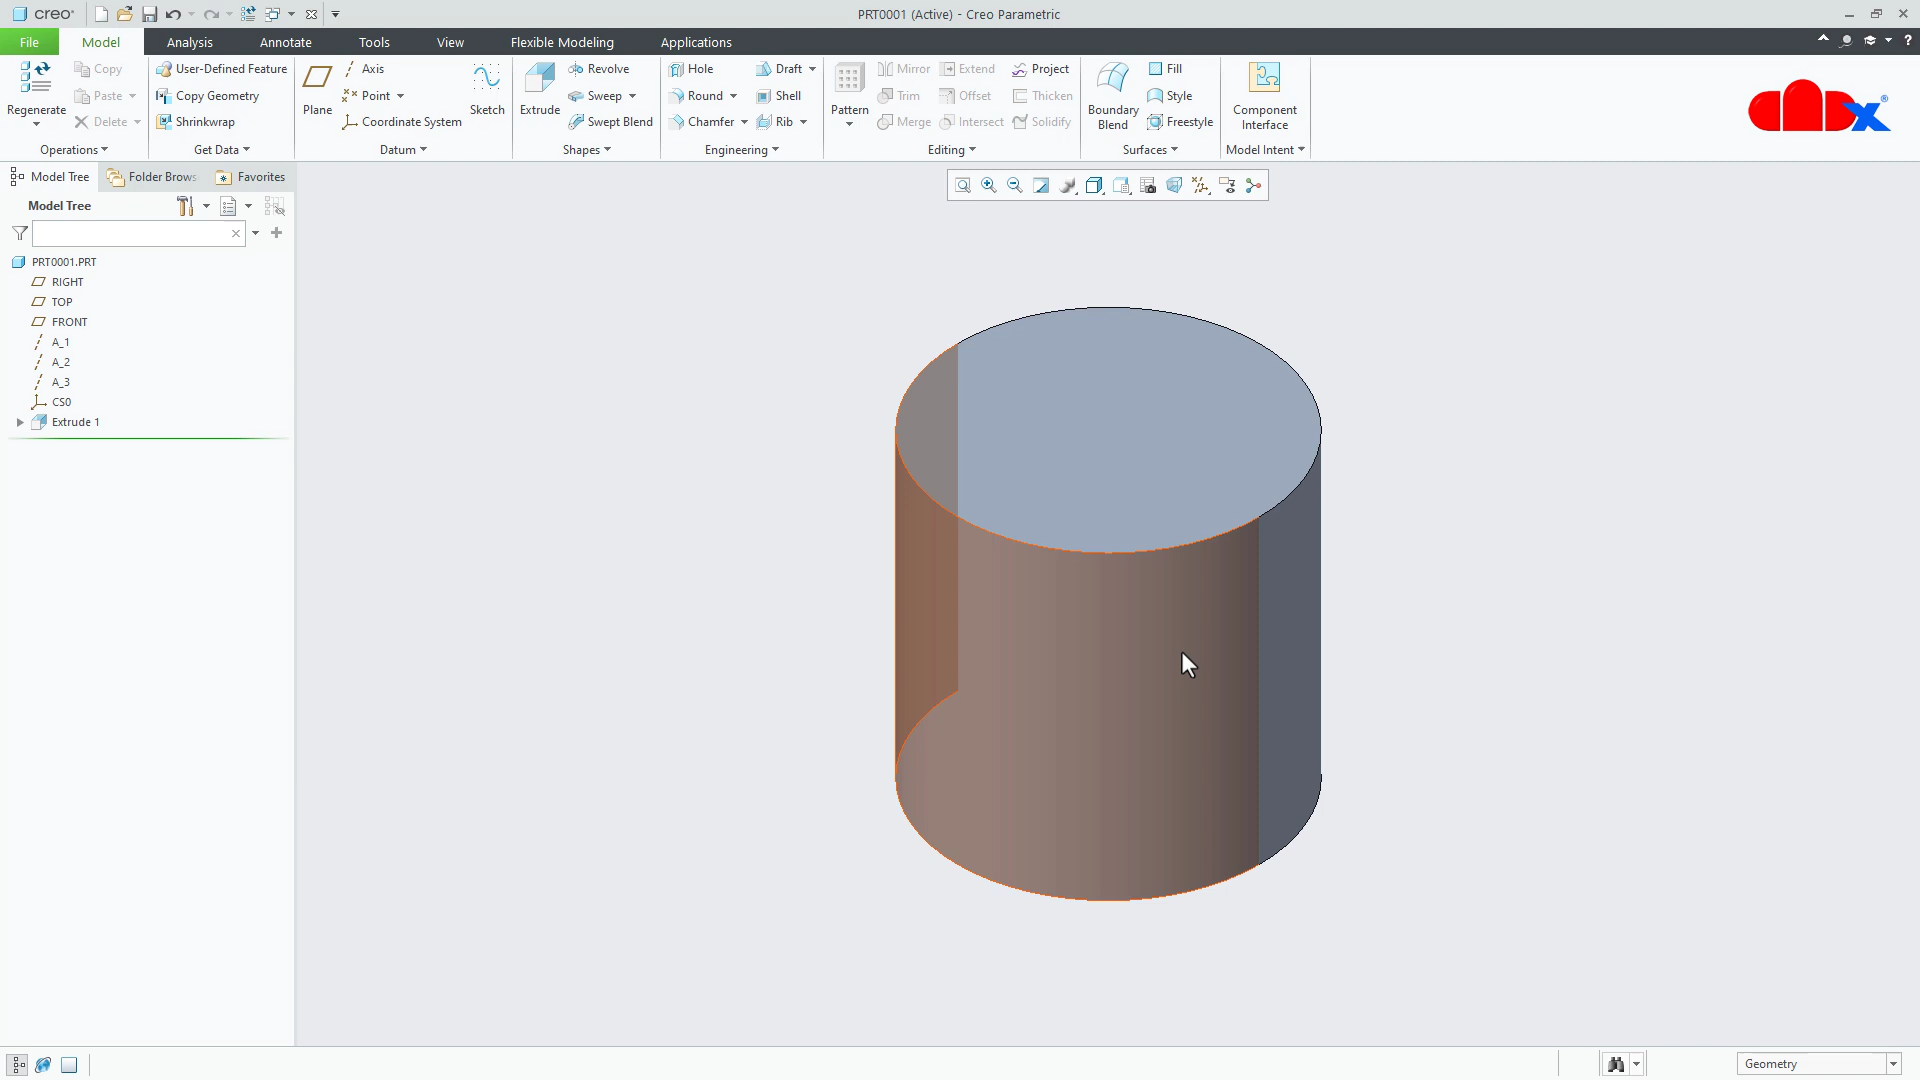 creo®
PRT0001 (Active) - Creo Parametric
File Model Analysis Annotate Tools View Flexible Modeling Applications ?
Regenerate
Copy
Paste
Delete
Operations
User-Defined Feature
Copy Geometry
Shrinkwrap
Get Data
Plane
Axis
Point
Coordinate System
Sketch
Datum
Extrude
Revolve
Sweep
Swept Blend
Shapes
Hole
Round
Chamfer
Draft
Shell
Rib
Engineering
Pattern
Mirror
Trim
Merge
Extend
Offset
Intersect
Project
Thicken
Solidify
Editing
Boundary
Blend
Fill
Style
Freestyle
Surfaces
Component
Interface
Model Intent
Model Tree Folder Brows Favorites
Model Tree
PRT0001.PRT
RIGHT
TOP
FRONT
A_1
A_2
A_3
CS0
Extrude 1
Geometry